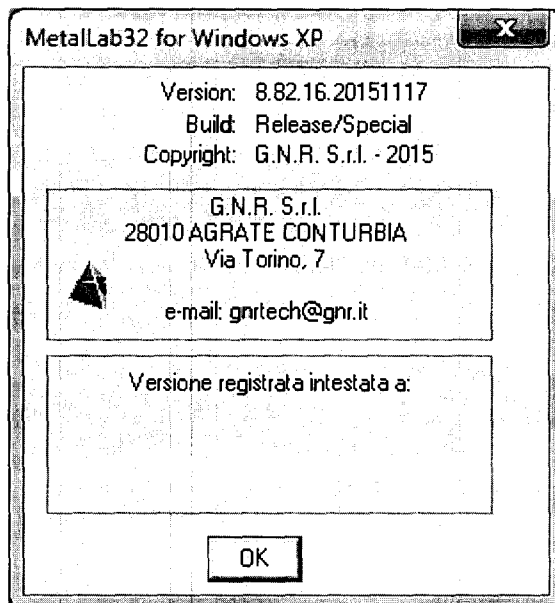 MetalLab32 for Windows XP
Version: 8.82.16.20151117
Build: Release/Special
Copyright: G.N.R. S.r.l. - 2015
G.N.R. S.r.l.
28010 AGRATE CONTURBIA
Via Torino, 7
e-mail: gnrtech@gnr.it
Versione registrata intestata a:
OK